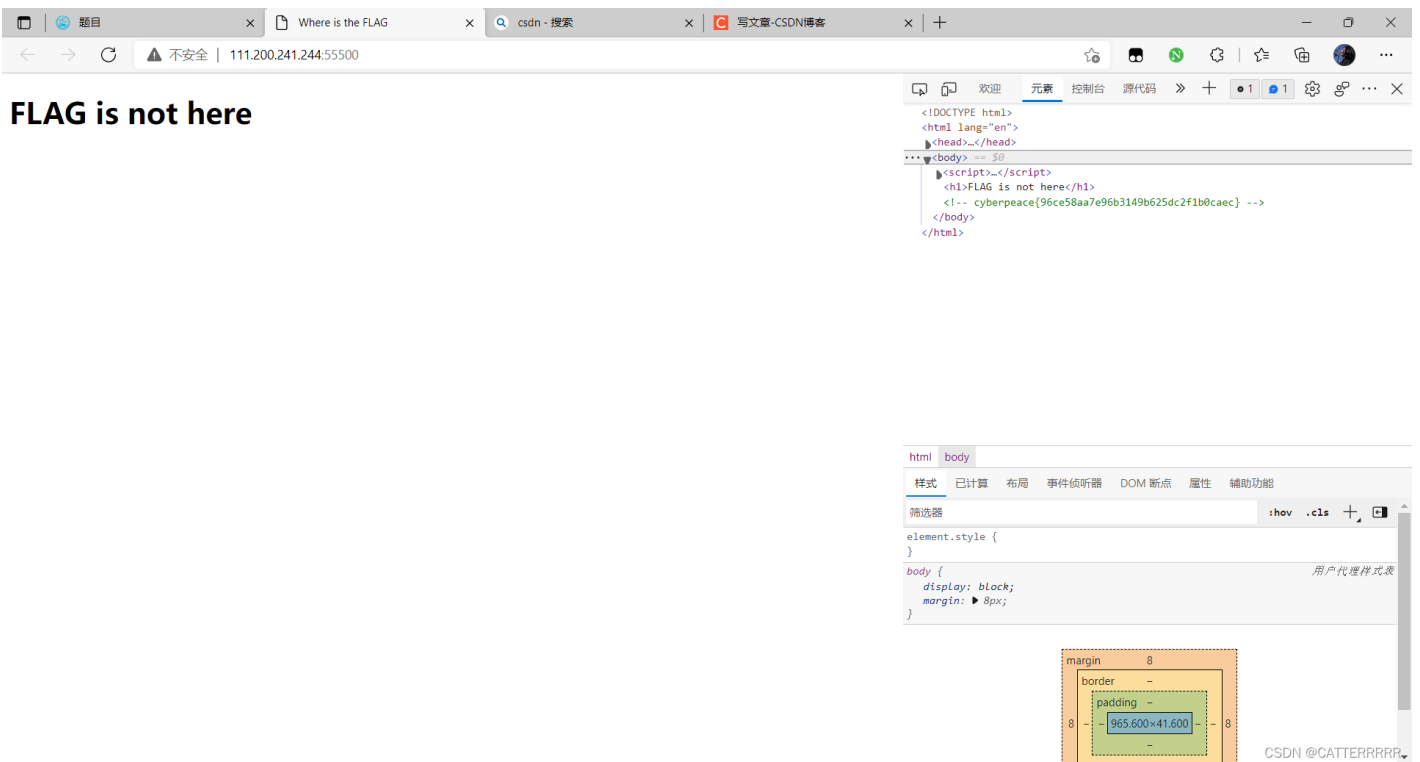 题目
Where is the FLAG
csdn - 搜索
写文章-CSDN博客
不安全 | 111.200.241.244:55500
FLAG is not here
欢迎 元素 控制台 源代码 1 1
<!DOCTYPE html>
<html lang="en">
<head>…</head>
<body> == $0
<script>…</script>
<h1>FLAG is not here</h1>
<!-- cyberpeace{96ce58aa7e96b3149b625dc2f1b0caec} -->
</body>
</html>
html body
样式 已计算 布局 事件侦听器 DOM 断点 属性 辅助功能
筛选器 :hov .cls
element.style {
}
body { 用户代理样式表
display: block;
margin: 8px;
}
margin 8
border –
padding –
8 – – 965.600×41.600 – – 8
–
CSDN @CATTERRRRR